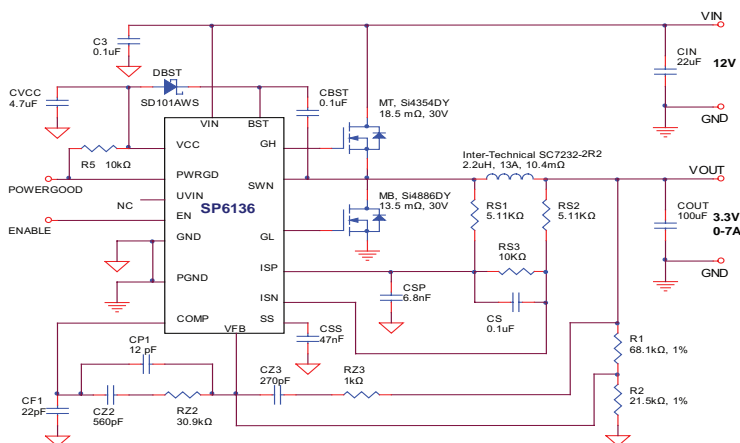 VIN
C3
0.1uF
CIN
22uF
12V
DBST
CVCC
4.7uF
SD101AWS
CBST
0.1uF
MT, Si4354DY
18.5 mΩ, 30V
GND
VIN
BST
VCC
GH
R5 10kΩ
Inter-Technical SC7232-2R2
2.2uH, 13A, 10.4mΩ
VOUT
PWRGD
SWN
POWERGOOD
UVIN
NC
MB, Si4886DY
13.5 mΩ, 30V
RS1
5.11KΩ
RS2
5.11KΩ
COUT
100uF
3.3V
0-7A
SP6136
EN
ENABLE
GL
GND
RS3
10KΩ
GND
PGND
ISP
CSP
6.8nF
ISN
CS
0.1uF
COMP
SS
VFB
CSS
47nF
CP1
12 pF
R1
68.1kΩ, 1%
CZ3
270pF
RZ3
1kΩ
CF1
22pF
CZ2
560pF
RZ2
30.9kΩ
R2
21.5kΩ, 1%